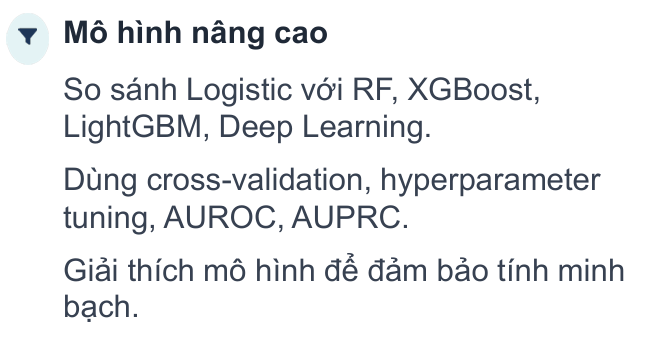 Mô hình nâng cao
So sánh Logistic với RF, XGBoost,
LightGBM, Deep Learning.
Dùng cross-validation, hyperparameter
tuning, AUROC, AUPRC.
Giải thích mô hình để đảm bảo tính minh
bạch.